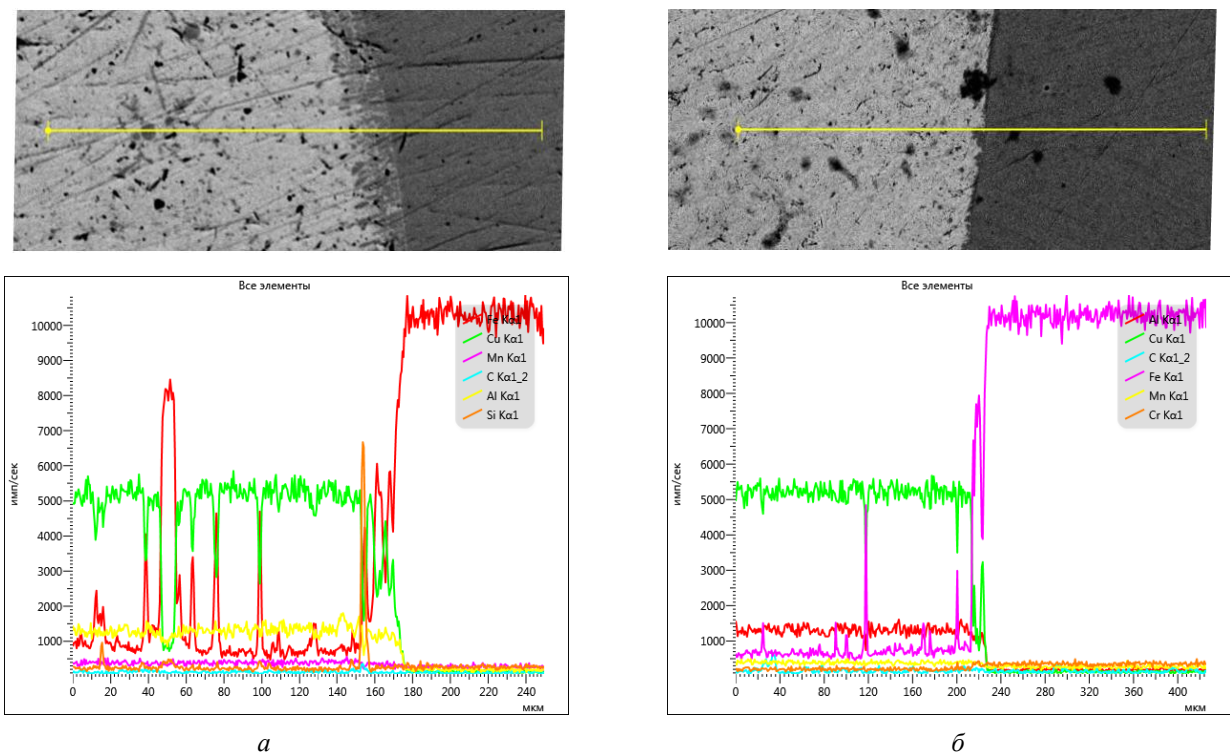 Все элементы
имп/сек
10000
9000
8000
7000
6000
5000
4000
3000
2000
1000
0 20 40 60 80 100 120 140 160 180 200 220 240
мкм
Fe Kα1
Cu Kα1
Mn Kα1
C Kα1_2
Al Kα1
Si Kα1
а
Все элементы
имп/сек
10000
9000
8000
7000
6000
5000
4000
3000
2000
1000
0 40 80 120 160 200 240 280 320 360 400
мкм
Al Kα1
Cu Kα1
C Kα1_2
Fe Kα1
Mn Kα1
Cr Kα1
б